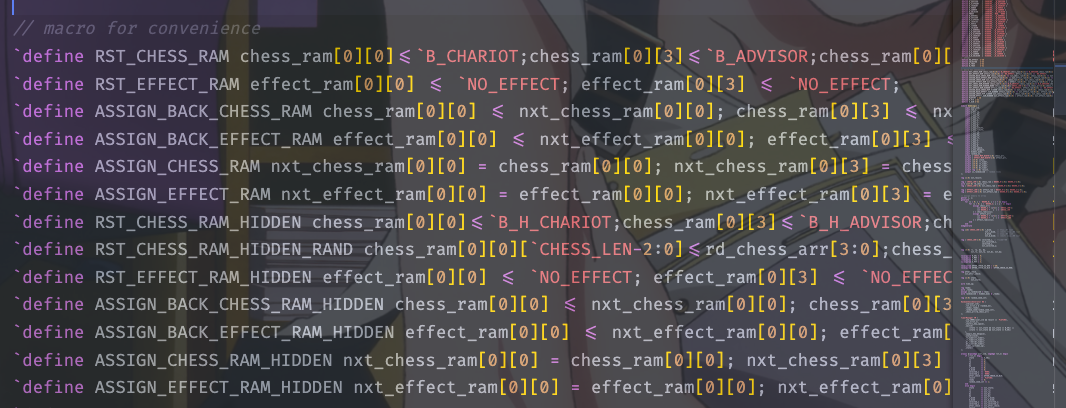 // macro for convenience
`define RST_CHESS_RAM chess_ram[0][0]<=`B_CHARIOT;chess_ram[0][3]<=`B_ADVISOR;chess_ram[0][
`define RST_EFFECT_RAM effect_ram[0][0] <= `NO_EFFECT; effect_ram[0][3] <= `NO_EFFECT;
`define ASSIGN_BACK_CHESS_RAM chess_ram[0][0] <= nxt_chess_ram[0][0]; chess_ram[0][3] <= nx
`define ASSIGN_BACK_EFFECT_RAM effect_ram[0][0] <= nxt_effect_ram[0][0]; effect_ram[0][3] <
`define ASSIGN_CHESS_RAM nxt_chess_ram[0][0] = chess_ram[0][0]; nxt_chess_ram[0][3] = chess
`define ASSIGN_EFFECT_RAM nxt_effect_ram[0][0] = effect_ram[0][0]; nxt_effect_ram[0][3] = e
`define RST_CHESS_RAM_HIDDEN chess_ram[0][0]<=`B_H_CHARIOT;chess_ram[0][3]<=`B_H_ADVISOR;ch
`define RST_CHESS_RAM_HIDDEN_RAND chess_ram[0][0][`CHESS_LEN-2:0]<=rd_chess_arr[3:0];chess_
`define RST_EFFECT_RAM_HIDDEN effect_ram[0][0] <= `NO_EFFECT; effect_ram[0][3] <= `NO_EFFEC
`define ASSIGN_BACK_CHESS_RAM_HIDDEN chess_ram[0][0] <= nxt_chess_ram[0][0]; chess_ram[0][3
`define ASSIGN_BACK_EFFECT_RAM_HIDDEN effect_ram[0][0] <= nxt_effect_ram[0][0]; effect_ram[
`define ASSIGN_CHESS_RAM_HIDDEN nxt_chess_ram[0][0] = chess_ram[0][0]; nxt_chess_ram[0][3]
`define ASSIGN_EFFECT_RAM_HIDDEN nxt_effect_ram[0][0] = effect_ram[0][0]; nxt_effect_ram[0]